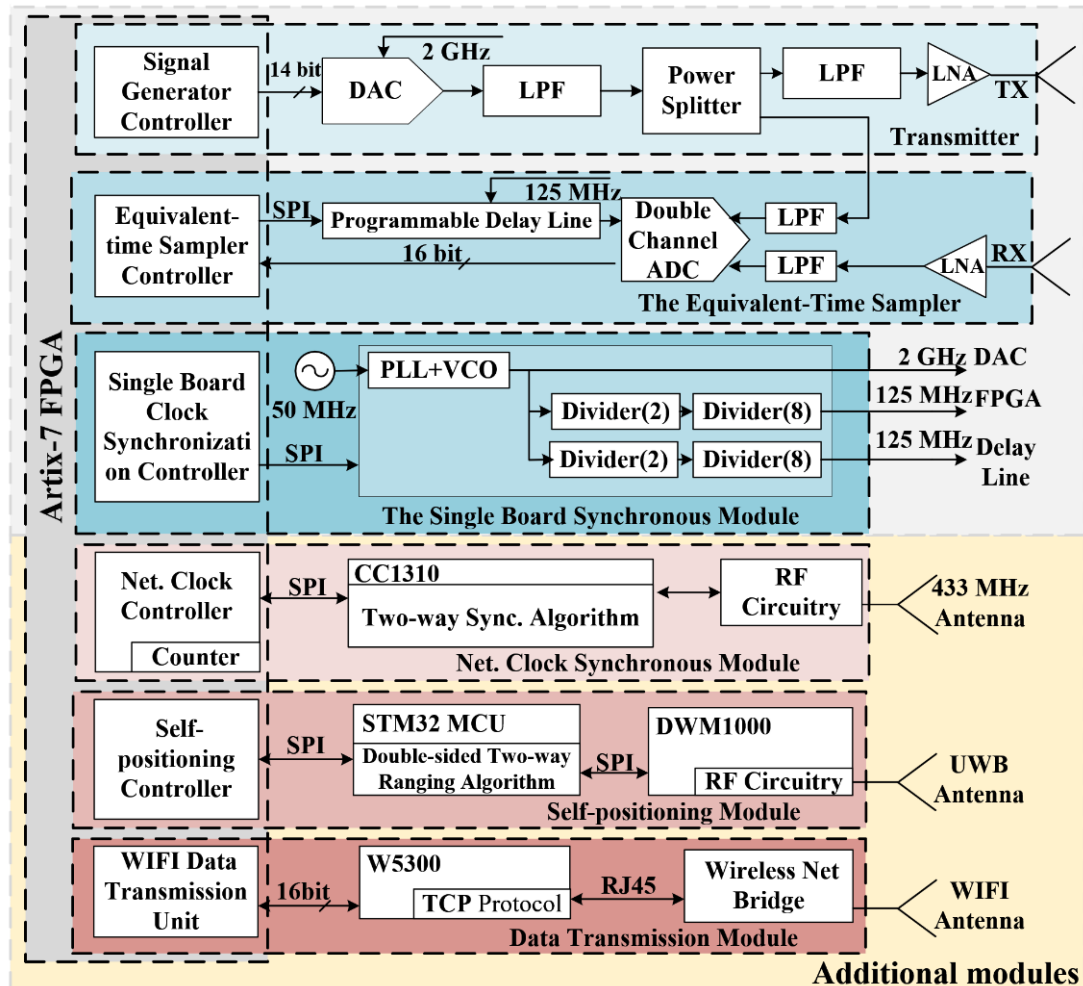 Artix-7 FPGA
Signal
Generator
Controller
14 bit
DAC
2 GHz
LPF
Power
Splitter
LPF
LNA
TX
Transmitter
Equivalent-
time Sampler
Controller
SPI
125 MHz
Programmable Delay Line
16 bit
Double
Channel
ADC
LPF
LPF
LNA
RX
The Equivalent-Time Sampler
Single Board
Clock
Synchronizati
on Controller
50 MHz
SPI
PLL+VCO
Divider(2)
Divider(8)
Divider(2)
Divider(8)
2 GHz DAC
125 MHz FPGA
125 MHz Delay
Line
The Single Board Synchronous Module
Net. Clock
Controller
Counter
SPI
CC1310
Two-way Sync. Algorithm
RF
Circuitry
433 MHz
Antenna
Net. Clock Synchronous Module
Self-
positioning
Controller
SPI
STM32 MCU
Double-sided Two-way
Ranging Algorithm
SPI
DWM1000
RF Circuitry
UWB
Antenna
Self-positioning Module
WIFI Data
Transmission
Unit
16bit
W5300
TCP Protocol
RJ45
Wireless Net
Bridge
WIFI
Antenna
Data Transmission Module
Additional modules